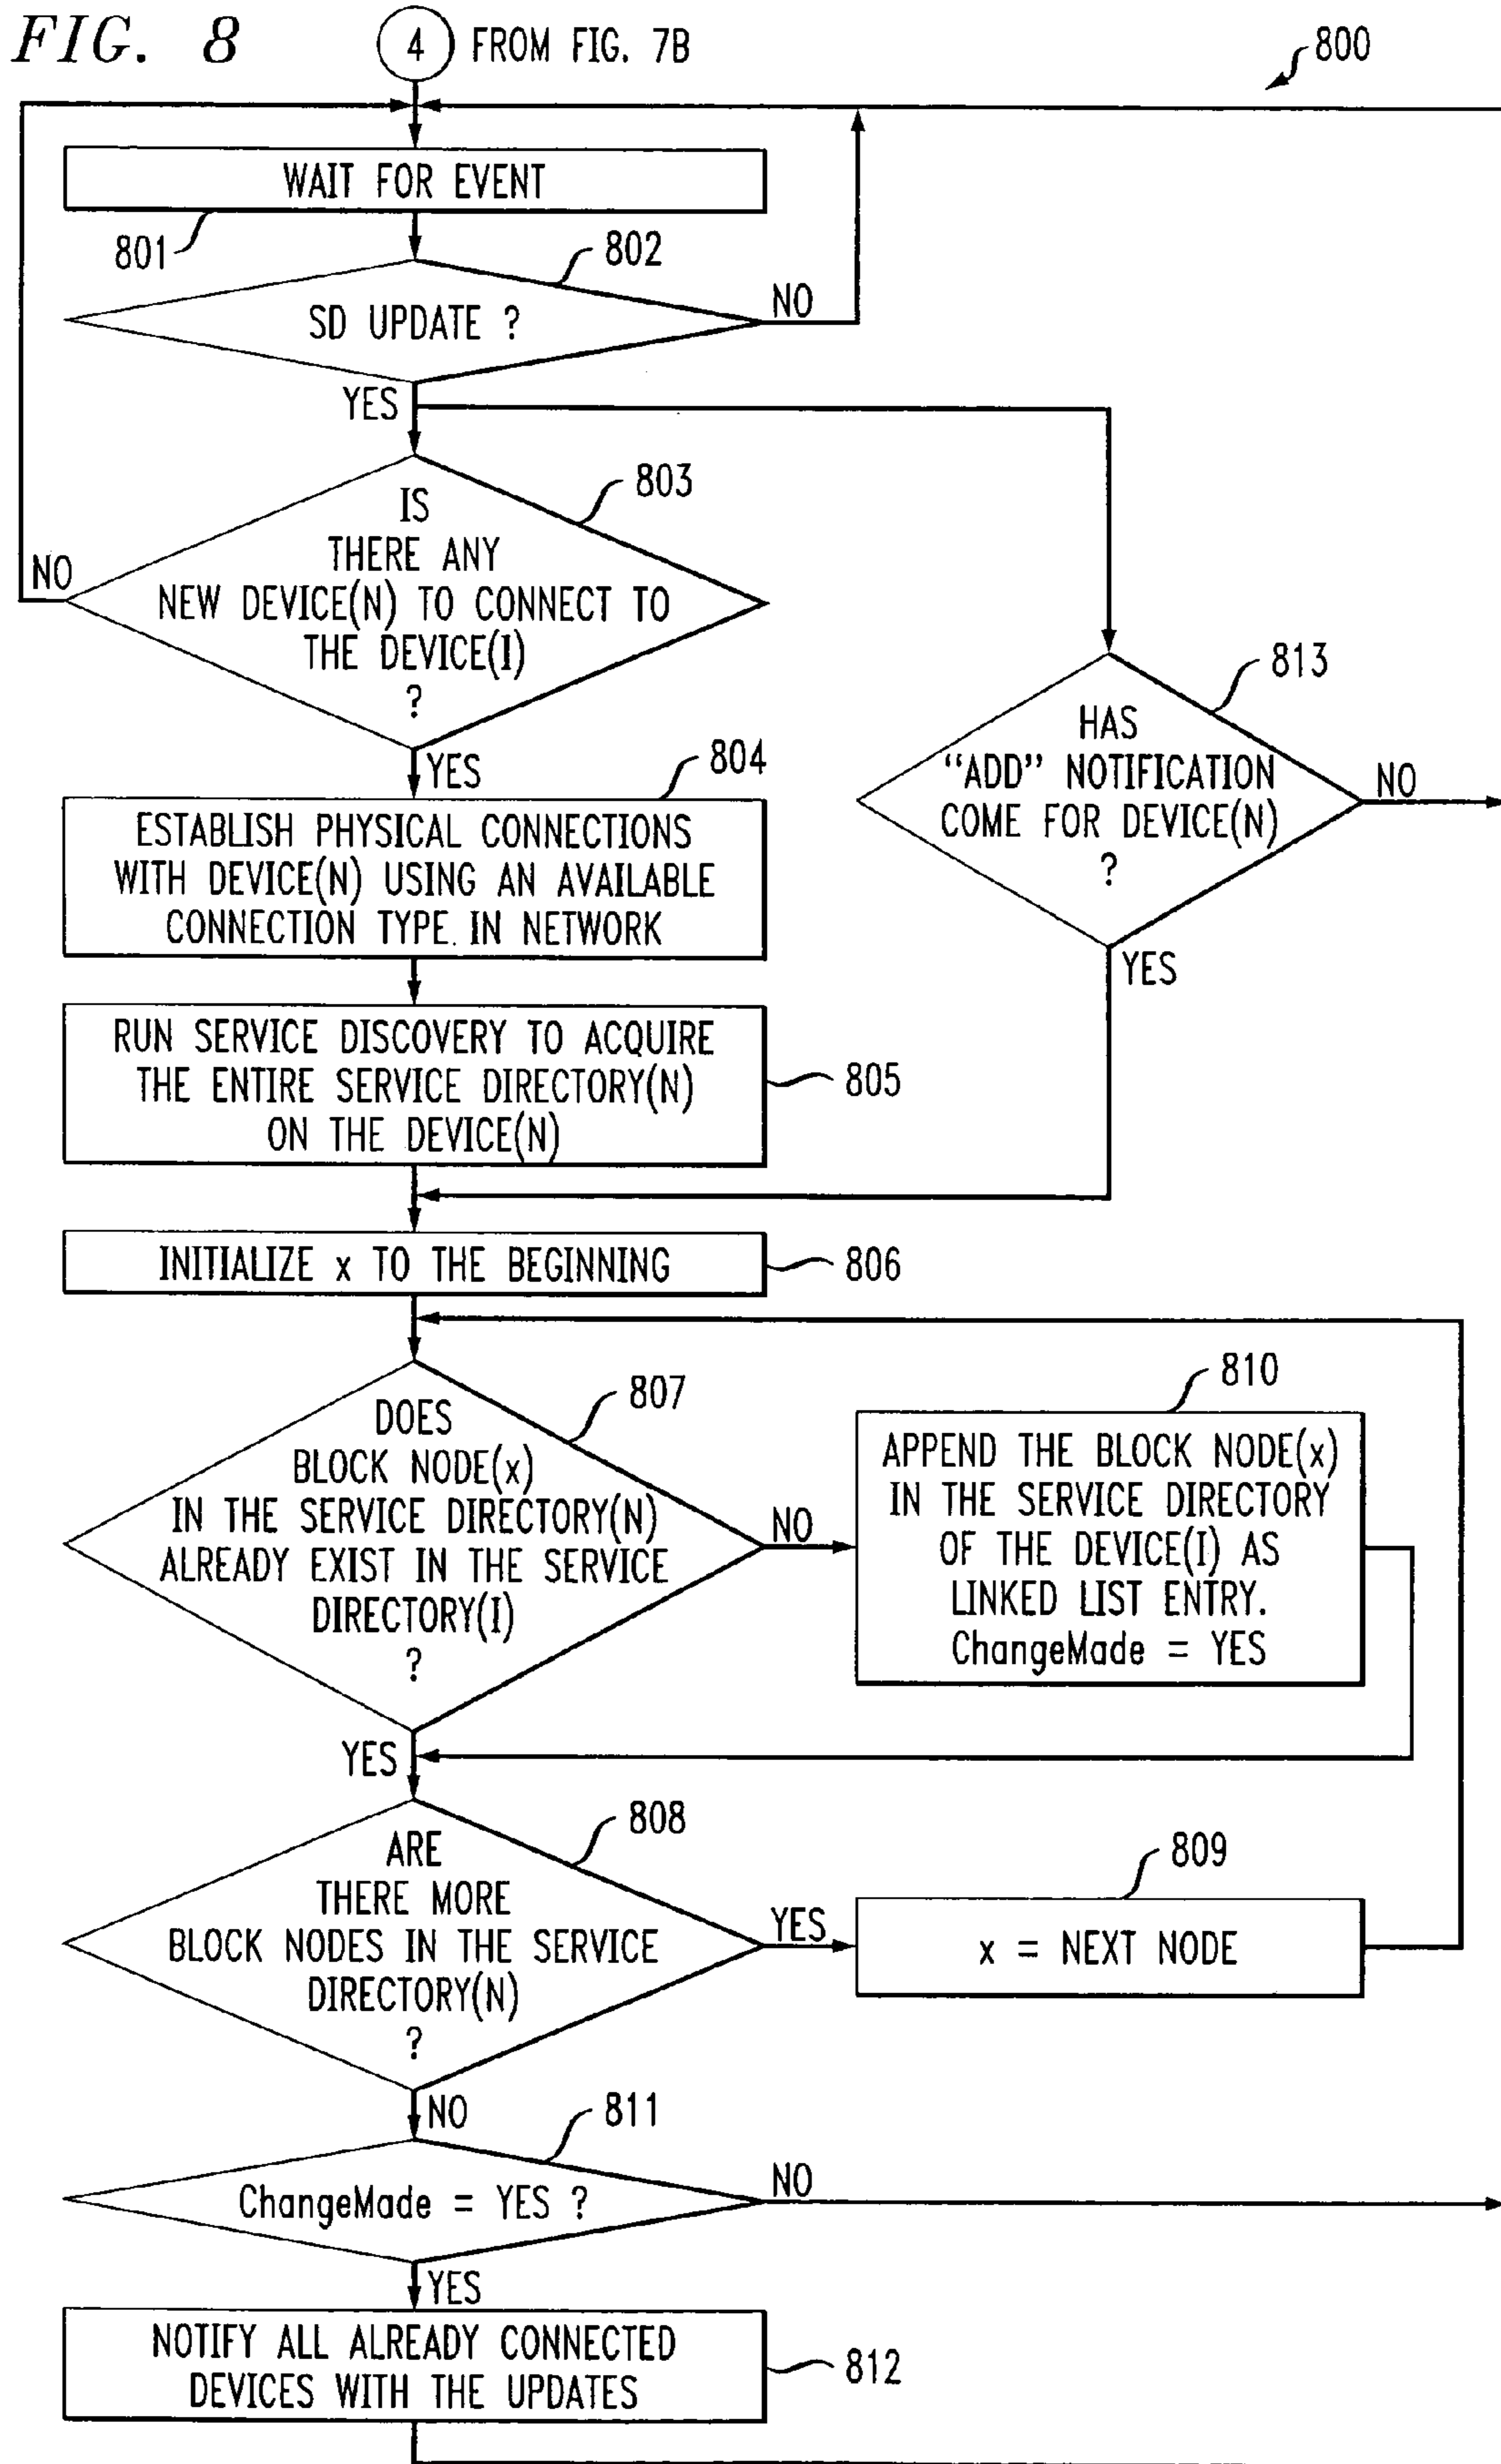 FIG. 8
4 FROM FIG. 7B
800
WAIT FOR EVENT
801
802
SD UPDATE ?
NO
YES
803
IS
THERE ANY
NEW DEVICE(N) TO CONNECT TO
THE DEVICE(I)
?
NO
813
HAS
“ADD” NOTIFICATION
COME FOR DEVICE(N)
?
NO
YES
YES
804
ESTABLISH PHYSICAL CONNECTIONS
WITH DEVICE(N) USING AN AVAILABLE
CONNECTION TYPE IN NETWORK
RUN SERVICE DISCOVERY TO ACQUIRE
THE ENTIRE SERVICE DIRECTORY(N)
ON THE DEVICE(N)
805
INITIALIZE x TO THE BEGINNING
806
807
DOES
BLOCK NODE(x)
IN THE SERVICE DIRECTORY(N)
ALREADY EXIST IN THE SERVICE
DIRECTORY(I)
?
NO
810
APPEND THE BLOCK NODE(x)
IN THE SERVICE DIRECTORY
OF THE DEVICE(I) AS
LINKED LIST ENTRY.
ChangeMade = YES
YES
808
ARE
THERE MORE
BLOCK NODES IN THE SERVICE
DIRECTORY(N)
?
YES
809
x = NEXT NODE
NO
811
ChangeMade = YES ?
NO
YES
NOTIFY ALL ALREADY CONNECTED
DEVICES WITH THE UPDATES
812